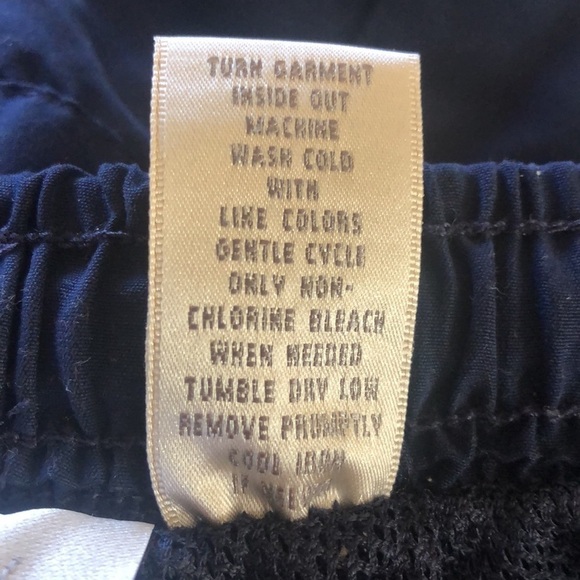 TURN GARMENT
INSIDE OUT
MACHINE
WASH COLD
WITH
LIKE COLORS
GENTLE CYCLE
ONLY NON-
CHLORINE BLEACH
WHEN NEEDED
TUMBLE DRY LOW
REMOVE PROMPTLY
COOL IRON
IF